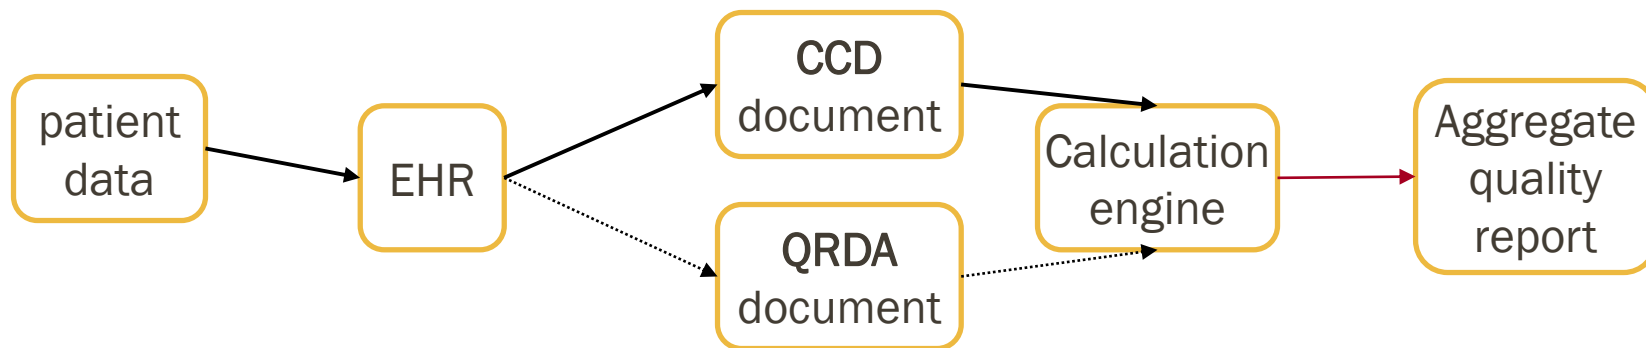 patient
data
EHR
CCD
document
QRDA
document
Calculation
engine
Aggregate
quality
report